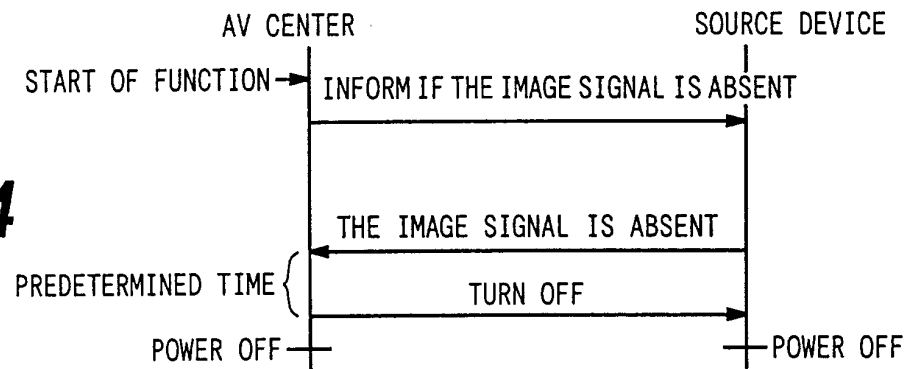 AV CENTER
SOURCE DEVICE
START OF FUNCTION
INFORM IF THE IMAGE SIGNAL IS ABSENT
4
THE IMAGE SIGNAL IS ABSENT
PREDETERMINED TIME
TURN OFF
POWER OFF
POWER OFF